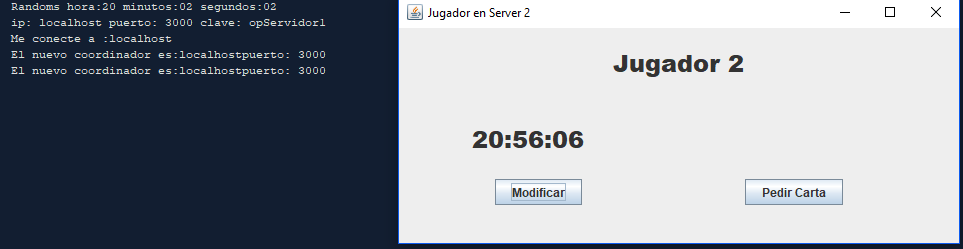 Randoms hora:20 minutos:02 segundos:02
ip: localhost puerto: 3000 clave: opServidor1
Me conecte a :localhost
El nuevo coordinador es:localhostpuerto: 3000
El nuevo coordinador es:localhostpuerto: 3000
Jugador en Server 2
Jugador 2
20:56:06
Modificar
Pedir Carta